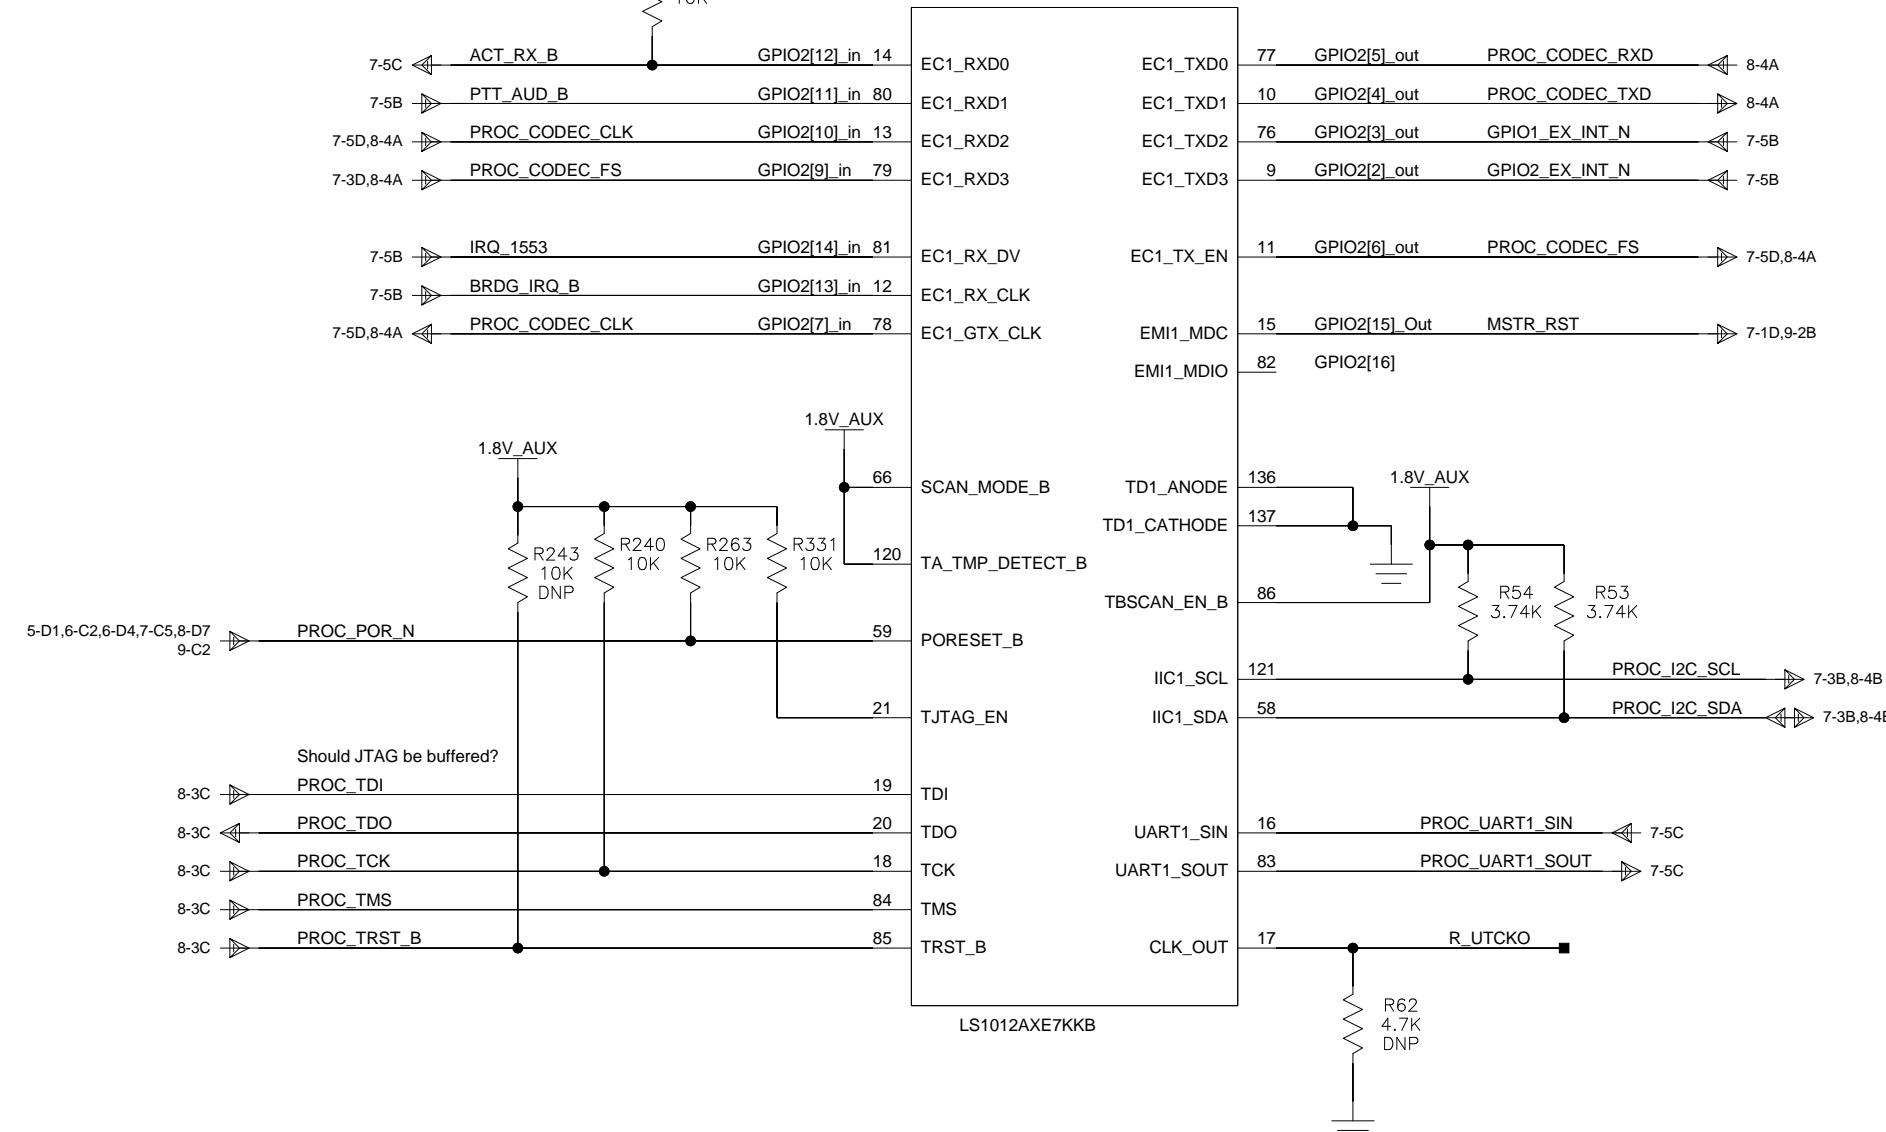 10K
7-5C ACT_RX_B GPIO2[12]_in 14 EC1_RXD0 EC1_TXD0 77 GPIO2[5]_out PROC_CODEC_RXD 8-4A
7-5B PTT_AUD_B GPIO2[11]_in 80 EC1_RXD1 EC1_TXD1 10 GPIO2[4]_out PROC_CODEC_TXD 8-4A
7-5D,8-4A PROC_CODEC_CLK GPIO2[10]_in 13 EC1_RXD2 EC1_TXD2 76 GPIO2[3]_out GPIO1_EX_INT_N 7-5B
7-3D,8-4A PROC_CODEC_FS GPIO2[9]_in 79 EC1_RXD3 EC1_TXD3 9 GPIO2[2]_out GPIO2_EX_INT_N 7-5B
7-5B IRQ_1553 GPIO2[14]_in 81 EC1_RX_DV EC1_TX_EN 11 GPIO2[6]_out PROC_CODEC_FS 7-5D,8-4A
7-5B BRDG_IRQ_B GPIO2[13]_in 12 EC1_RX_CLK
7-5D,8-4A PROC_CODEC_CLK GPIO2[7]_in 78 EC1_GTX_CLK EMI1_MDC 15 GPIO2[15]_Out MSTR_RST 7-1D,9-2B
EMI1_MDIO 82 GPIO2[16]
1.8V_AUX
1.8V_AUX
1.8V_AUX
66 SCAN_MODE_B TD1_ANODE 136
TD1_CATHODE 137
R243
10K
DNP
R240
10K
R263
10K
R331
10K
120 TA_TMP_DETECT_B
TBSCAN_EN_B 86
R54
3.74K
R53
3.74K
5-D1,6-C2,6-D4,7-C5,8-D7
9-C2
PROC_POR_N 59 PORESET_B
IIC1_SCL 121 PROC_I2C_SCL 7-3B,8-4B
21 TJTAG_EN IIC1_SDA 58 PROC_I2C_SDA 7-3B,8-4
Should JTAG be buffered?
8-3C PROC_TDI 19 TDI
8-3C PROC_TDO 20 TDO UART1_SIN 16 PROC_UART1_SIN 7-5C
8-3C PROC_TCK 18 TCK UART1_SOUT 83 PROC_UART1_SOUT 7-5C
8-3C PROC_TMS 84 TMS
8-3C PROC_TRST_B 85 TRST_B CLK_OUT 17 R_UTCKO
R62
4.7K
DNP
LS1012AXE7KKB